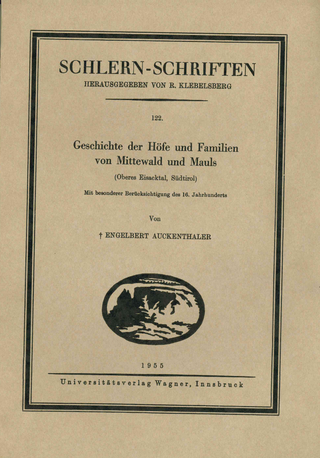 SCHLERN-SCHRIFTEN
HERAUSGEGEBEN VON R. KLEBELSBERG
122.
Geschichte der Höfe und Familien
von Mittewald und Mauls
(Oberes Eisacktal, Südtirol)
Mit besonderer Berücksichtigung des 16. Jahrhunderts
Von
† ENGELBERT AUCKENTHALER
1955
Universitätsverlag Wagner, Innsbruck